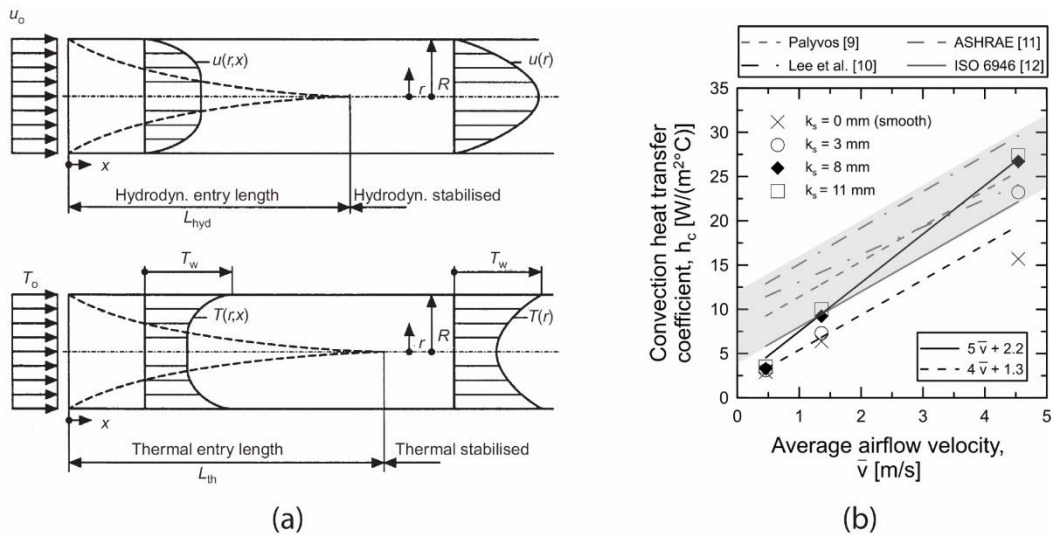 u₀
u(r,x)
r
R
u(r)
x
Hydrodyn. entry length
Hydrodyn. stabilised
L_hyd
T₀
T_w
T_w
T(r,x)
r
R
T(r)
x
Thermal entry length
Thermal stabilised
L_th
(a)
Palyvos [9]
ASHRAE [11]
Lee et al. [10]
ISO 6946 [12]
Convection heat transfer
coefficient, h_c [W/(m²°C)]
35
30
25
20
15
10
5
0
k_s = 0 mm (smooth)
k_s = 3 mm
k_s = 8 mm
k_s = 11 mm
5 v̄ + 2.2
4 v̄ + 1.3
0 1 2 3 4 5
Average airflow velocity,
v̄ [m/s]
(b)